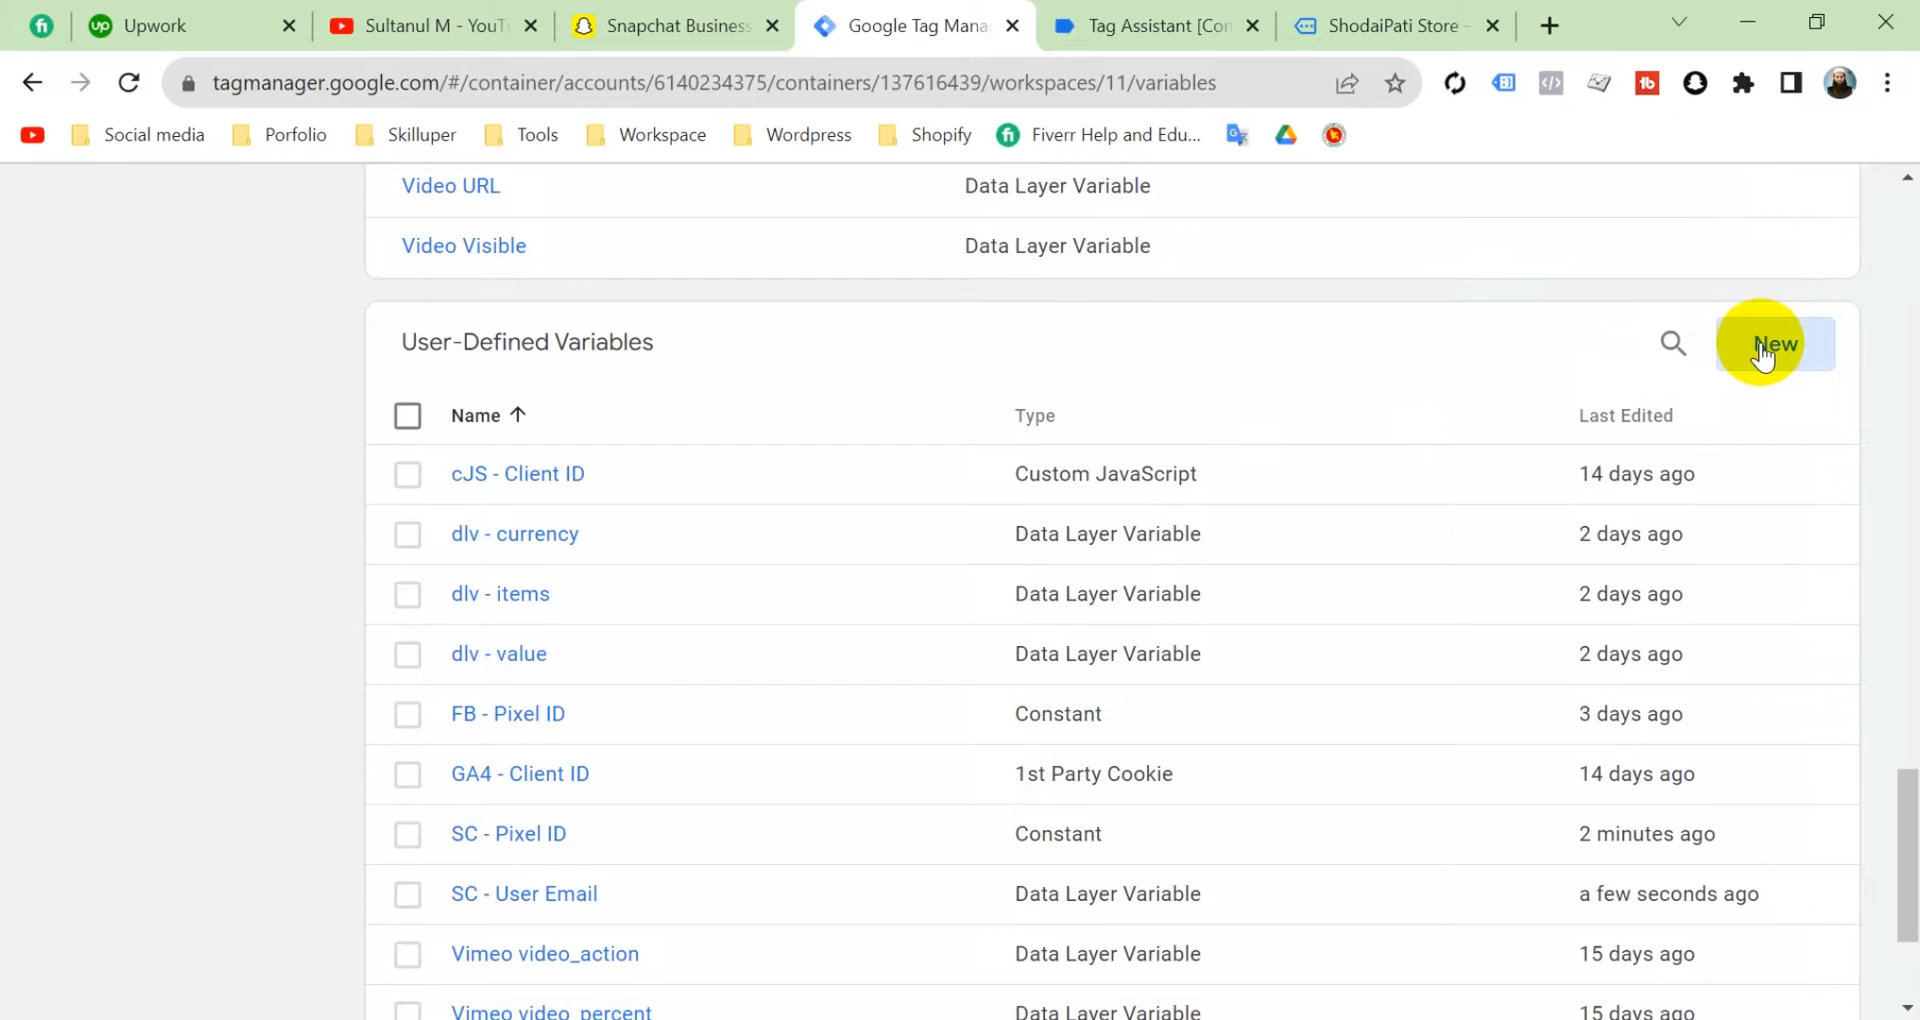 Upwork
Sultanul M - YouT
Snapchat Business
Google Tag Mana
Tag Assistant [Con
ShodaiPati Store -
tagmanager.google.com/#/container/accounts/6140234375/containers/137616439/workspaces/11/variables
Social media
Porfolio
Skilluper
Tools
Workspace
Wordpress
Shopify
Fiverr Help and Edu...
Video URL Data Layer Variable
Video Visible Data Layer Variable
User-Defined Variables New
Name Type Last Edited
cJS - Client ID Custom JavaScript 14 days ago
dlv - currency Data Layer Variable 2 days ago
dlv - items Data Layer Variable 2 days ago
dlv - value Data Layer Variable 2 days ago
FB - Pixel ID Constant 3 days ago
GA4 - Client ID 1st Party Cookie 14 days ago
SC - Pixel ID Constant 2 minutes ago
SC - User Email Data Layer Variable a few seconds ago
Vimeo video_action Data Layer Variable 15 days ago
Vimeo video_percent Data Layer Variable 15 days ago